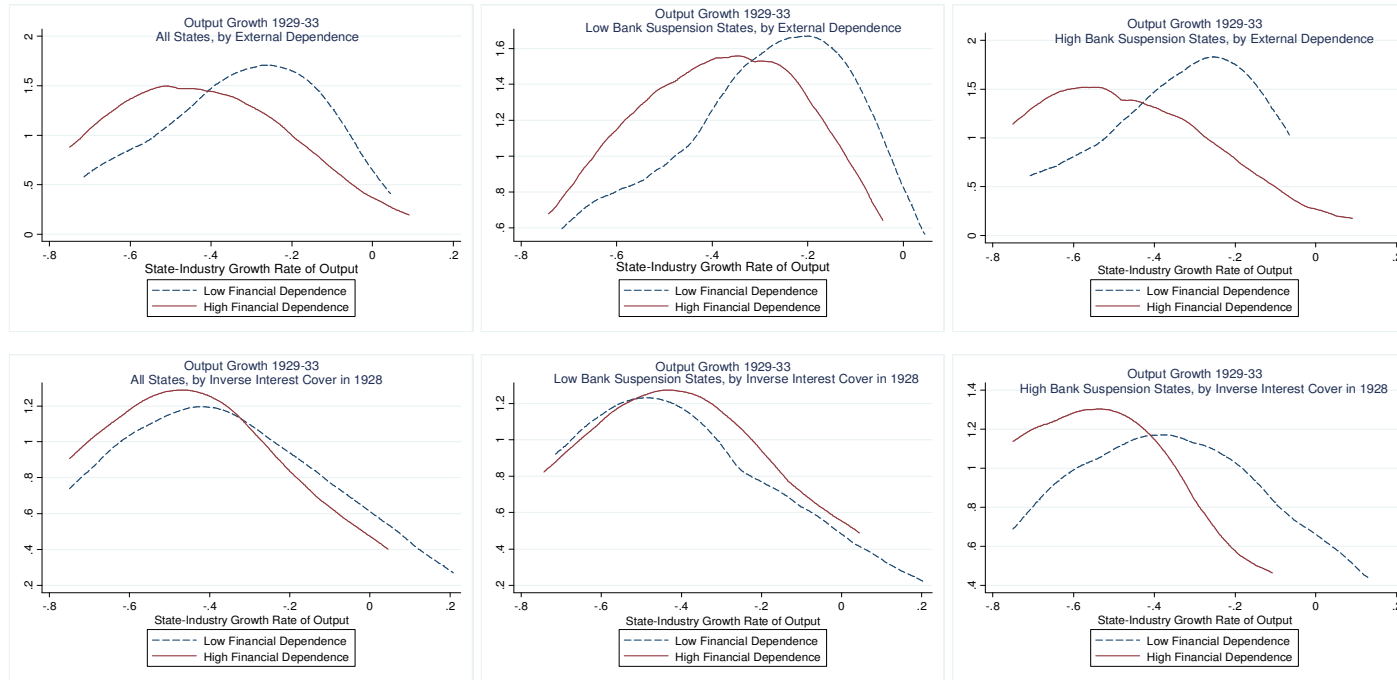 Output Growth 1929-33
All States, by External Dependence
0
.5
1
1.5
2
-.8
-.6
-.4
-.2
0
.2
State-Industry Growth Rate of Output
Low Financial Dependence
High Financial Dependence
Output Growth 1929-33
Low Bank Suspension States, by External Dependence
.6
.8
1
1.2
1.4
1.6
-.8
-.6
-.4
-.2
0
State-Industry Growth Rate of Output
Low Financial Dependence
High Financial Dependence
Output Growth 1929-33
High Bank Suspension States, by External Dependence
0
.5
1
1.5
2
-.8
-.6
-.4
-.2
0
.2
State-Industry Growth Rate of Output
Low Financial Dependence
High Financial Dependence
Output Growth 1929-33
All States, by Inverse Interest Cover in 1928
.2
.4
.6
.8
1
1.2
-.8
-.6
-.4
-.2
0
.2
State-Industry Growth Rate of Output
Low Financial Dependence
High Financial Dependence
Output Growth 1929-33
Low Bank Suspension States, by Inverse Interest Cover in 1928
.2
.4
.6
.8
1
1.2
-.8
-.6
-.4
-.2
0
.2
State-Industry Growth Rate of Output
Low Financial Dependence
High Financial Dependence
Output Growth 1929-33
High Bank Suspension States, by Inverse Interest Cover in 1928
.4
.6
.8
1
1.2
1.4
-.8
-.6
-.4
-.2
0
.2
State-Industry Growth Rate of Output
Low Financial Dependence
High Financial Dependence